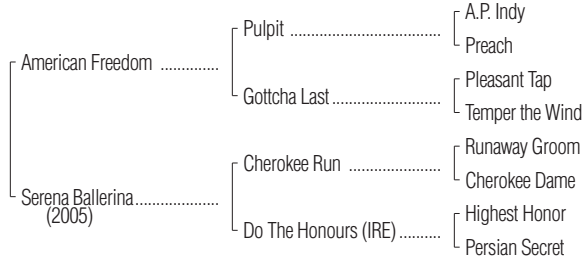 A.P. Indy
Pulpit ..............................
Preach
American Freedom ..............
Pleasant Tap
Gottcha Last ..........................
Temper the Wind
Runaway Groom
Cherokee Run ......................
Cherokee Dame
Serena Ballerina ....................
(2005)
Highest Honor
Do The Honours (IRE) ..........
Persian Secret